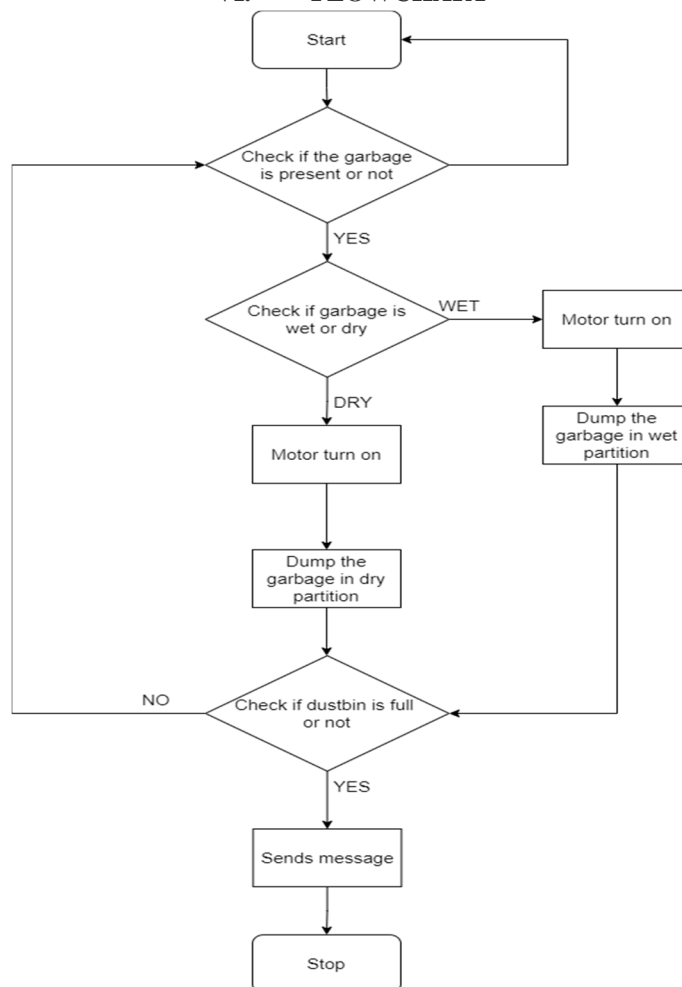 Start
Check if the garbage
is present or not
YES
Check if garbage is
wet or dry
WET
Motor turn on
DRY
Motor turn on
Dump the
garbage in wet
partition
Dump the
garbage in dry
partition
NO
Check if dustbin is full
or not
YES
Sends message
Stop